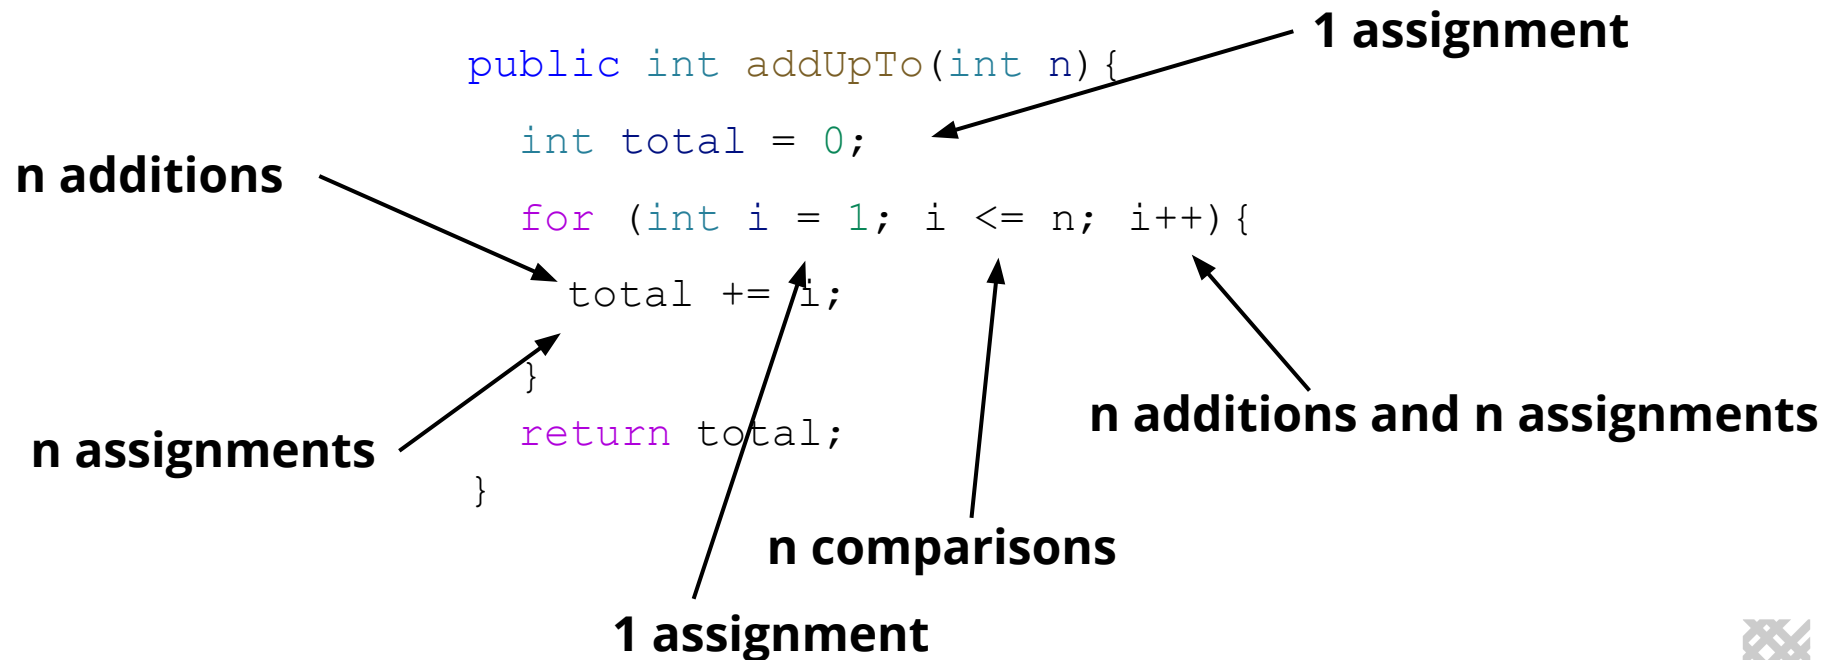 1 assignment
public int addUpTo(int n){
int total = 0;
n additions
for (int i = 1; i <= n; i++){
total += i;
}
n additions and n assignments
return total;
n assignments
}
n comparisons
1 assignment